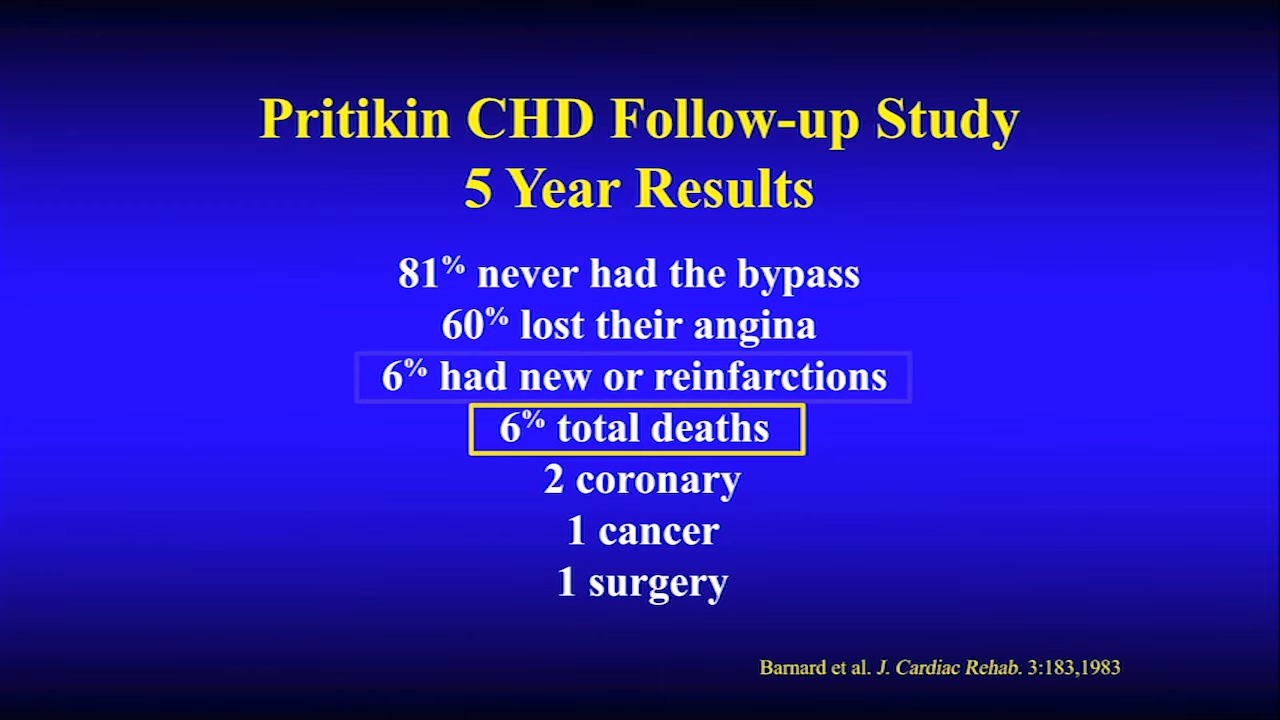 Pritikin CHD Follow-up Study
5 Year Results
81% never had the bypass
60% lost their angina
6% had new or reinfarctions
6% total deaths
2 coronary
1 cancer
1 surgery
Barnard et al. J. Cardiac Rehab. 3:183,1983